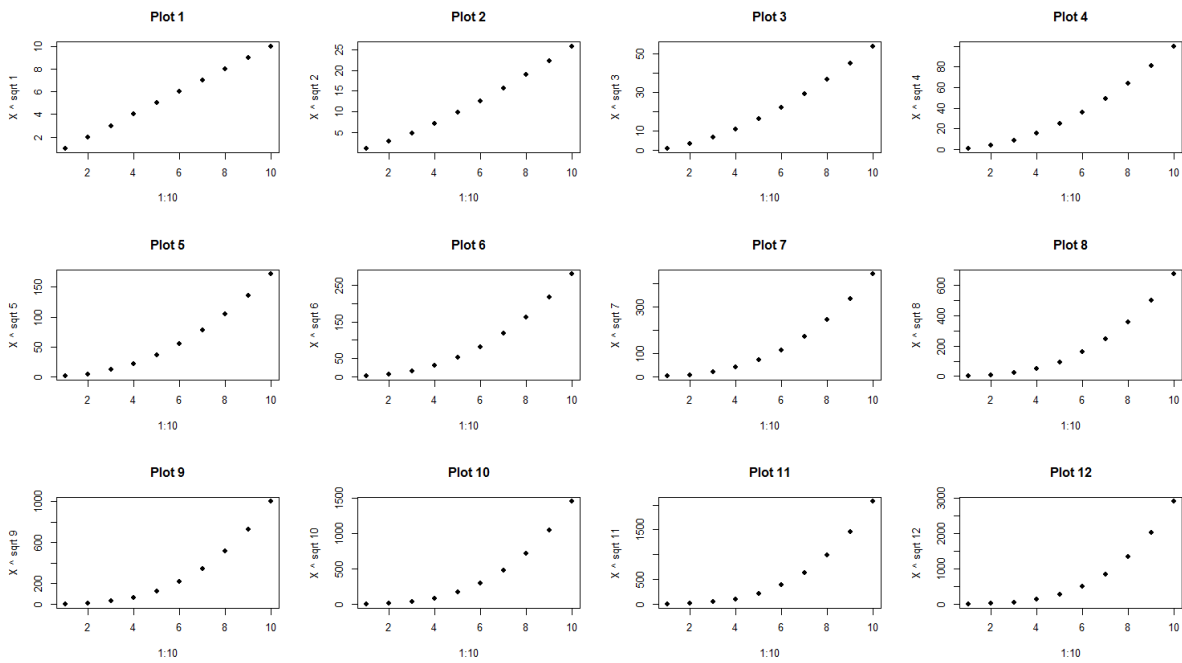 Plot 1
X ^ sqrt 1
10
8
6
4
2
2 4 6 8 10
1:10
Plot 2
X ^ sqrt 2
25
20
15
10
5
2 4 6 8 10
1:10
Plot 3
X ^ sqrt 3
50
30
10
0
2 4 6 8 10
1:10
Plot 4
X ^ sqrt 4
80
60
40
20
0
2 4 6 8 10
1:10
Plot 5
X ^ sqrt 5
150
100
50
0
2 4 6 8 10
1:10
Plot 6
X ^ sqrt 6
250
150
50
0
2 4 6 8 10
1:10
Plot 7
X ^ sqrt 7
300
100
0
2 4 6 8 10
1:10
Plot 8
X ^ sqrt 8
600
400
200
0
2 4 6 8 10
1:10
Plot 9
X ^ sqrt 9
1000
600
200
0
2 4 6 8 10
1:10
Plot 10
X ^ sqrt 10
1500
1000
500
0
2 4 6 8 10
1:10
Plot 11
X ^ sqrt 11
1500
500
0
2 4 6 8 10
1:10
Plot 12
X ^ sqrt 12
3000
2000
1000
0
2 4 6 8 10
1:10